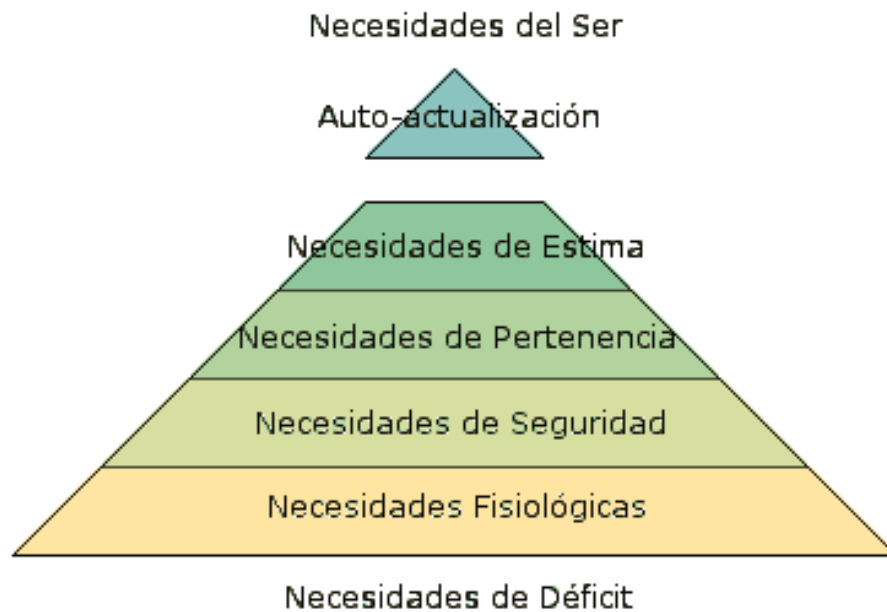 Necesidades del Ser
Auto-actualización
Necesidades de Estima
Necesidades de Pertenencia
Necesidades de Seguridad
Necesidades Fisiológicas
Necesidades de Déficit